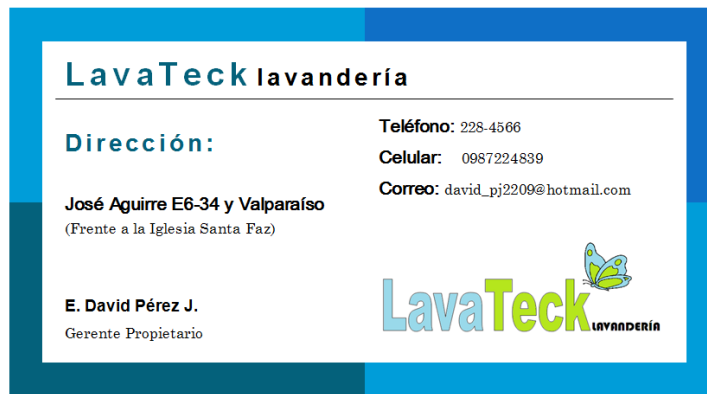 LavaTeck lavandería
Dirección:
José Aguirre E6-34 y Valparaíso
(Frente a la Iglesia Santa Faz)
E. David Pérez J.
Gerente Propietario
Teléfono: 228-4566
Celular: 0987224839
Correo: david_pj2209@hotmail.com
LavaTeck LAVANDERÍA